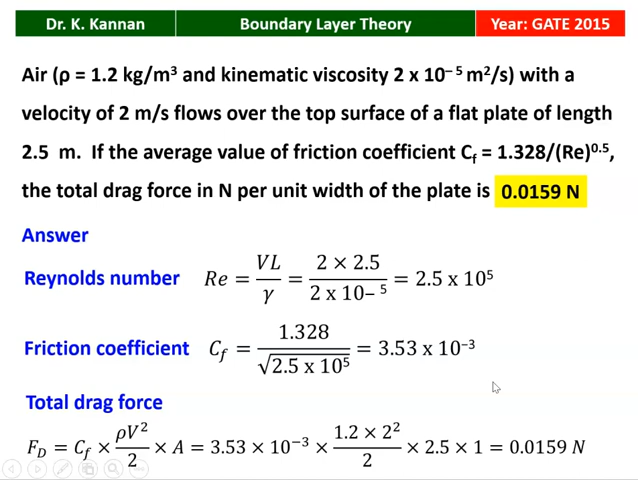 Dr. K. Kannan
Boundary Layer Theory
Year: GATE 2015
Air (ρ = 1.2 kg/m³ and kinematic viscosity 2 x 10⁻⁵ m²/s) with a
velocity of 2 m/s flows over the top surface of a flat plate of length
2.5 m. If the average value of friction coefficient C_f = 1.328/(Re)^0.5,
the total drag force in N per unit width of the plate is 0.0159 N
Answer
Reynolds number Re = VL/γ = (2 × 2.5)/(2 x 10–⁵) = 2.5 x 10⁵
Friction coefficient C_f = 1.328/√(2.5 x 10⁵) = 3.53 x 10⁻³
Total drag force
F_D = C_f × ρV²/2 × A = 3.53 × 10⁻³ × (1.2 × 2²)/2 × 2.5 × 1 = 0.0159 N